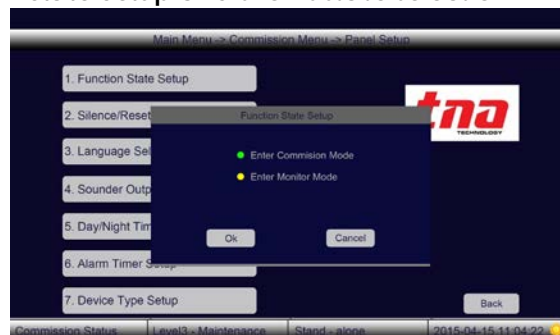 Main Menu -> Commission Menu -> Panel Setup
1. Function State Setup
2. Silence/Reset
Function State Setup
tna
TECHNOLOGY
3. Language Sel
Enter Commision Mode
Enter Monitor Mode
4. Sounder Outp
5. Day/Night Tim
Ok
Cancel
6. Alarm Timer Setup
7. Device Type Setup
Back
Commission Status
Level3 - Maintenance
Stand - alone
2015-04-15 11:04:22